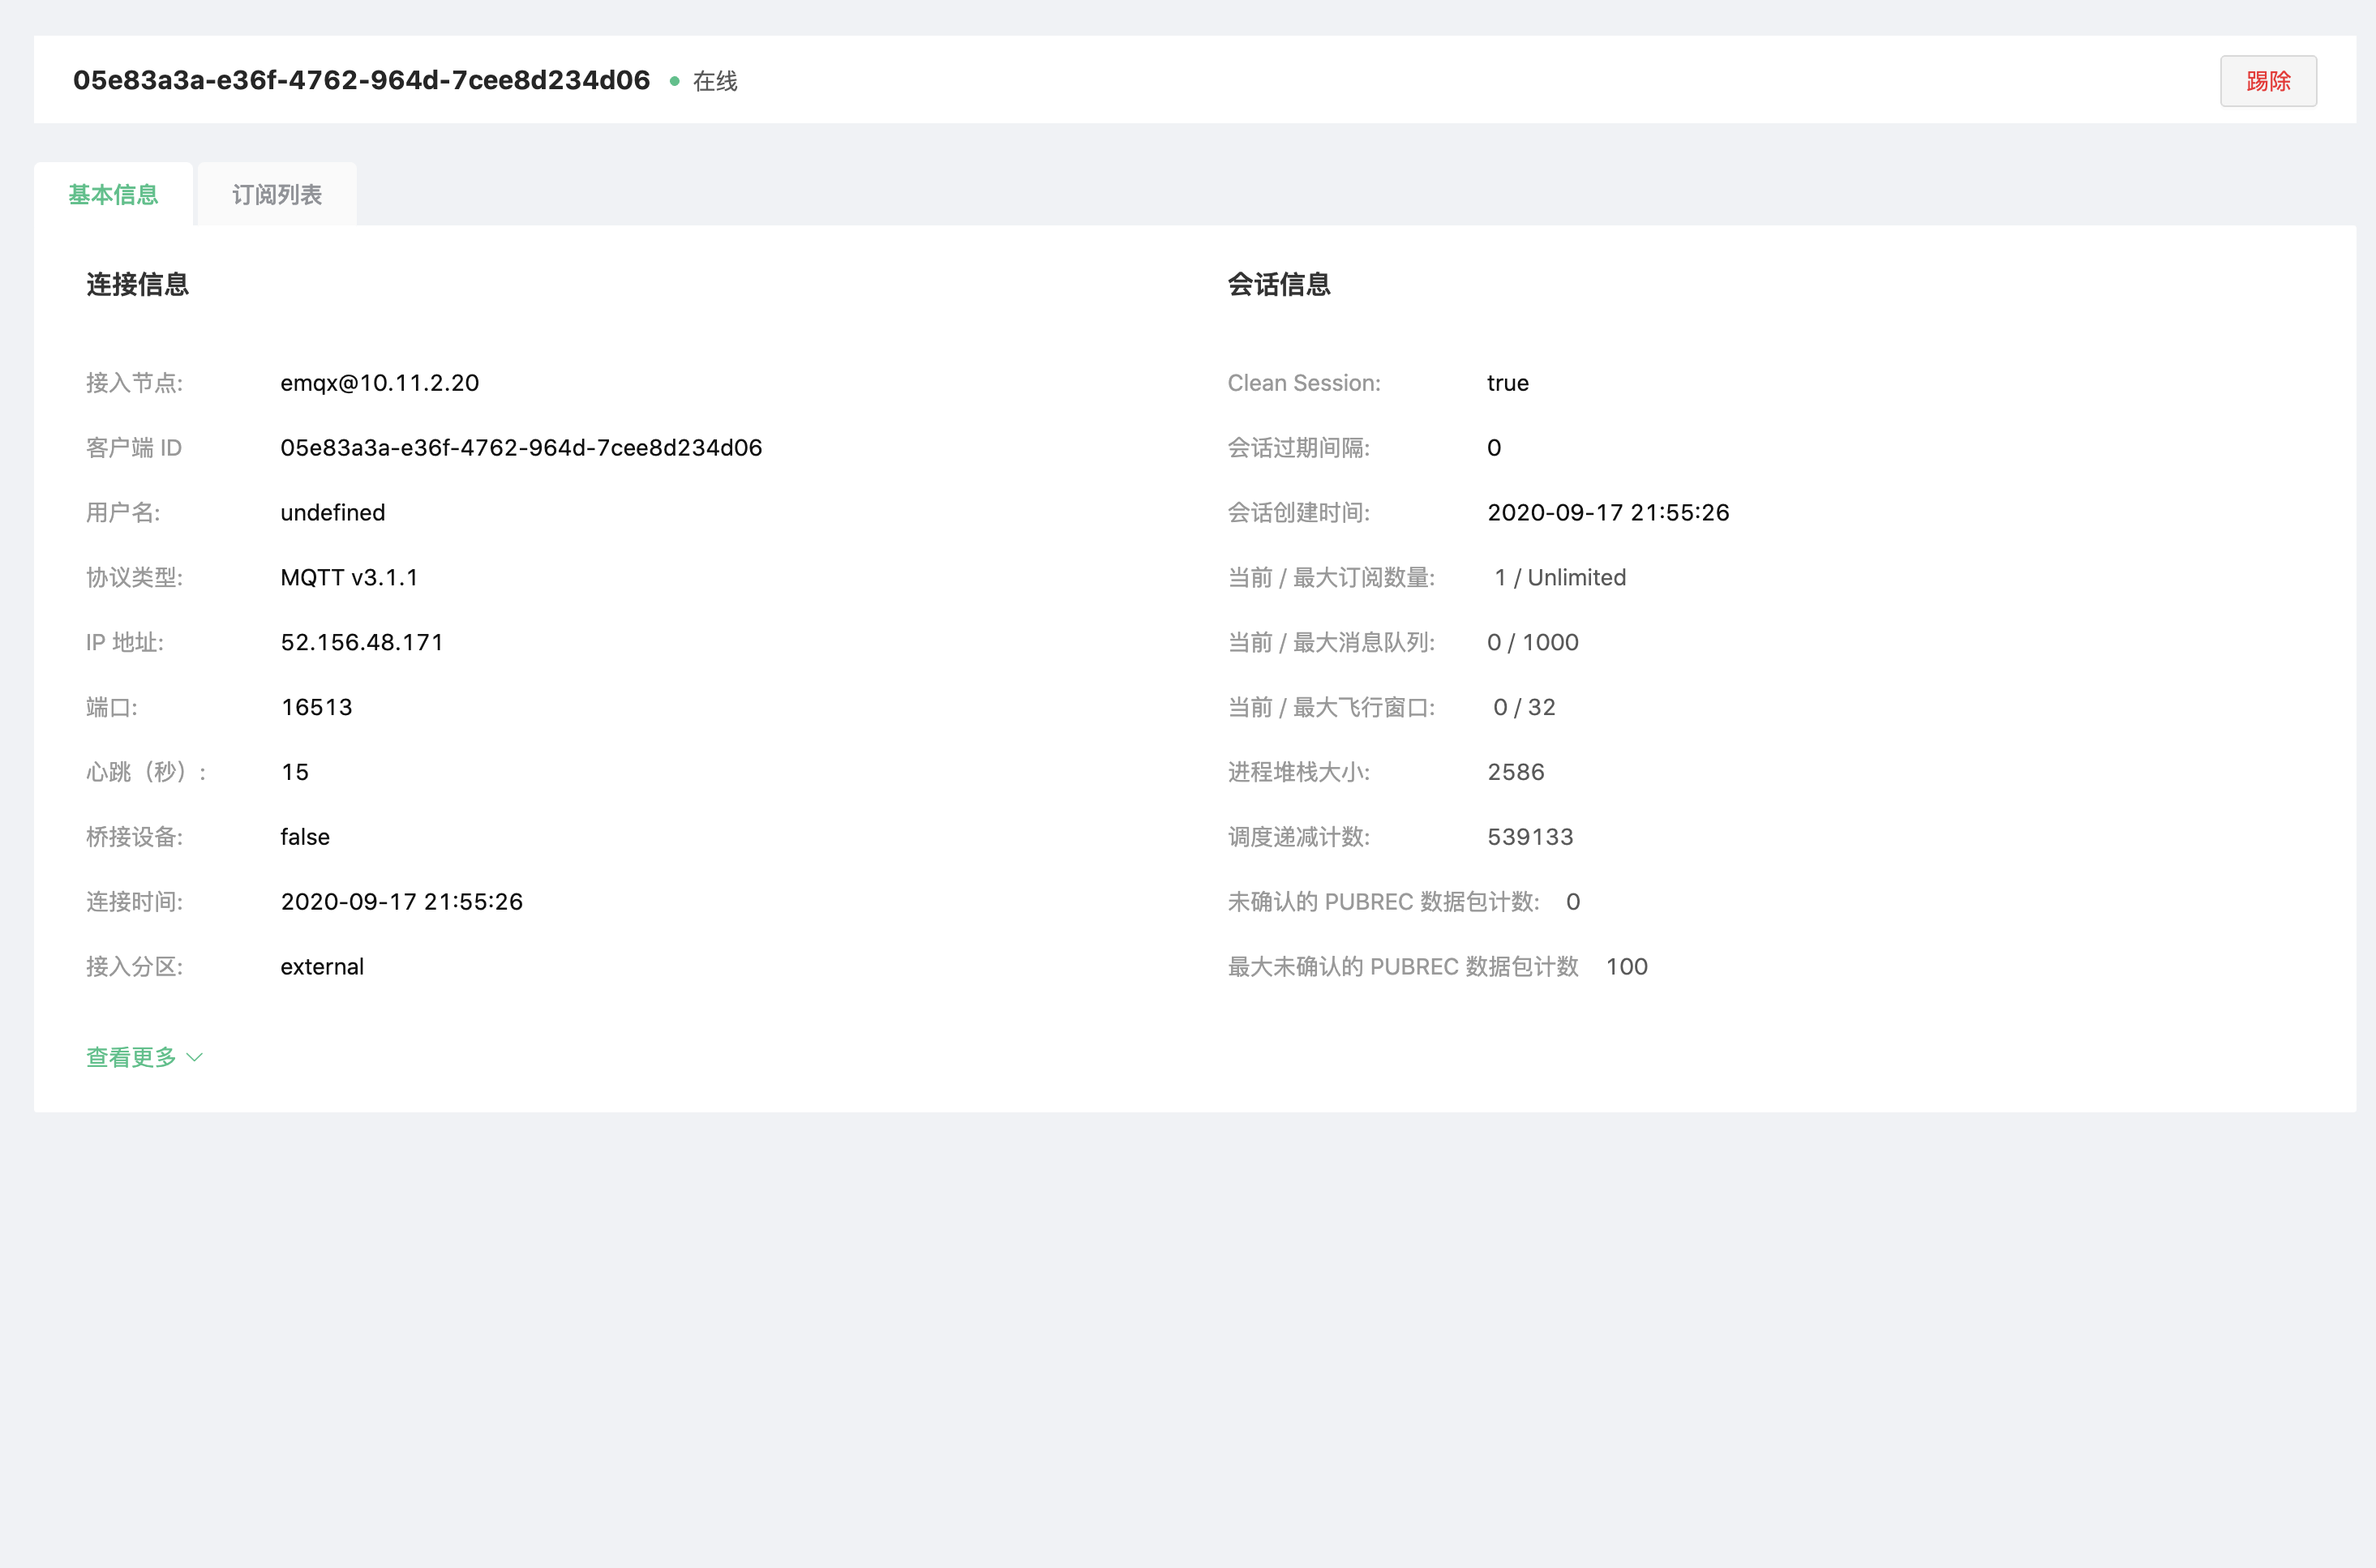 05e83a3a-e36f-4762-964d-7cee8d234d06 在线
踢除
基本信息 订阅列表
连接信息
接入节点: emqx@10.11.2.20
客户端 ID 05e83a3a-e36f-4762-964d-7cee8d234d06
用户名: undefined
协议类型: MQTT v3.1.1
IP 地址: 52.156.48.171
端口: 16513
心跳（秒）: 15
桥接设备: false
连接时间: 2020-09-17 21:55:26
接入分区: external
查看更多
会话信息
Clean Session: true
会话过期间隔: 0
会话创建时间: 2020-09-17 21:55:26
当前 / 最大订阅数量: 1 / Unlimited
当前 / 最大消息队列: 0 / 1000
当前 / 最大飞行窗口: 0 / 32
进程堆栈大小: 2586
调度递减计数: 539133
未确认的 PUBREC 数据包计数: 0
最大未确认的 PUBREC 数据包计数 100